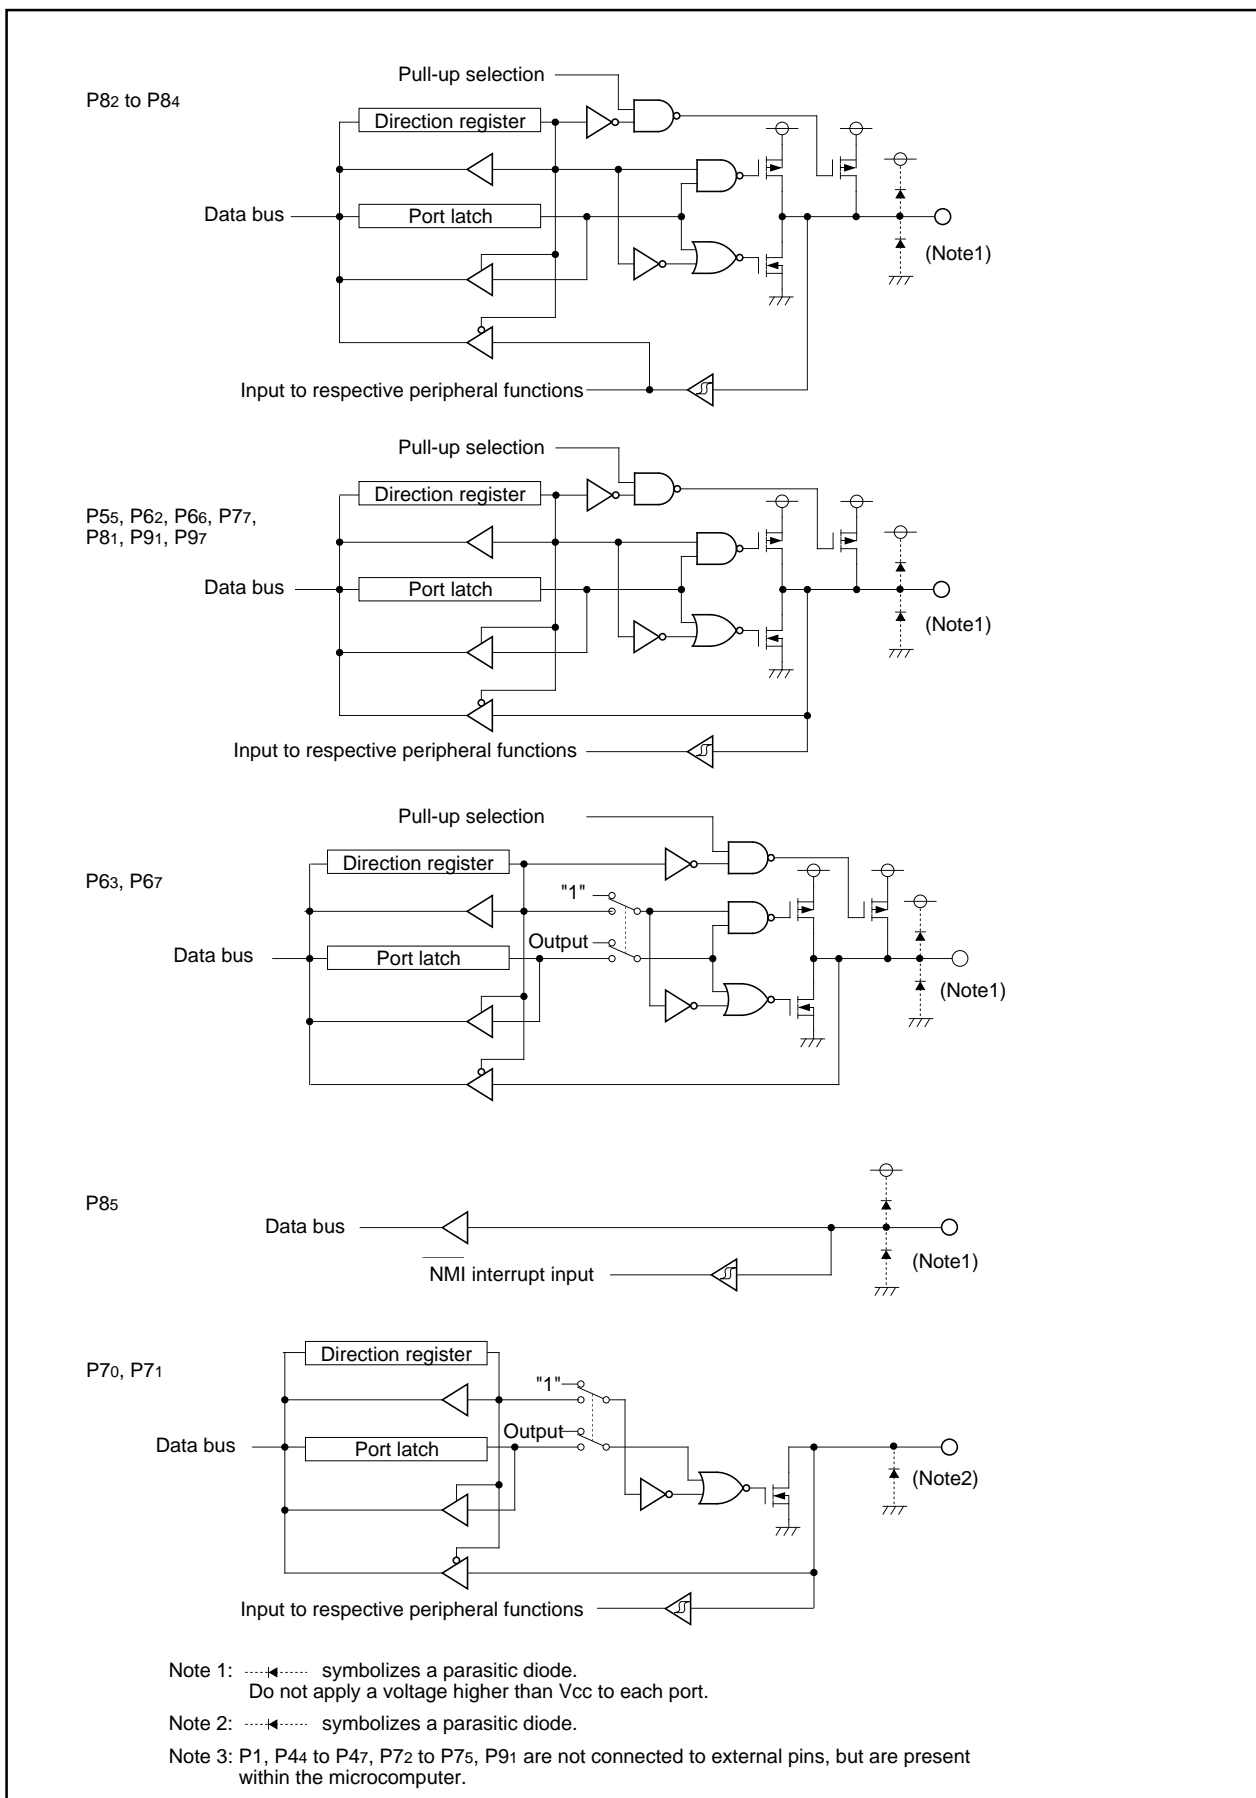 Pull-up selection
P82 to P84
Direction register
Data bus
Port latch
(Note1)
Input to respective peripheral functions
Pull-up selection
Direction register
P55, P62, P66, P77,
P81, P91, P97
Data bus
Port latch
(Note1)
Input to respective peripheral functions
Pull-up selection
Direction register
P63, P67
"1"
Output
Data bus
Port latch
(Note1)
P85
Data bus
(Note1)
NMI interrupt input
Direction register
P70, P71
"1"
Output
Data bus
Port latch
(Note2)
Input to respective peripheral functions
Note 1: symbolizes a parasitic diode.
Do not apply a voltage higher than Vcc to each port.
Note 2: symbolizes a parasitic diode.
Note 3: P1, P44 to P47, P72 to P75, P91 are not connected to external pins, but are present
within the microcomputer.